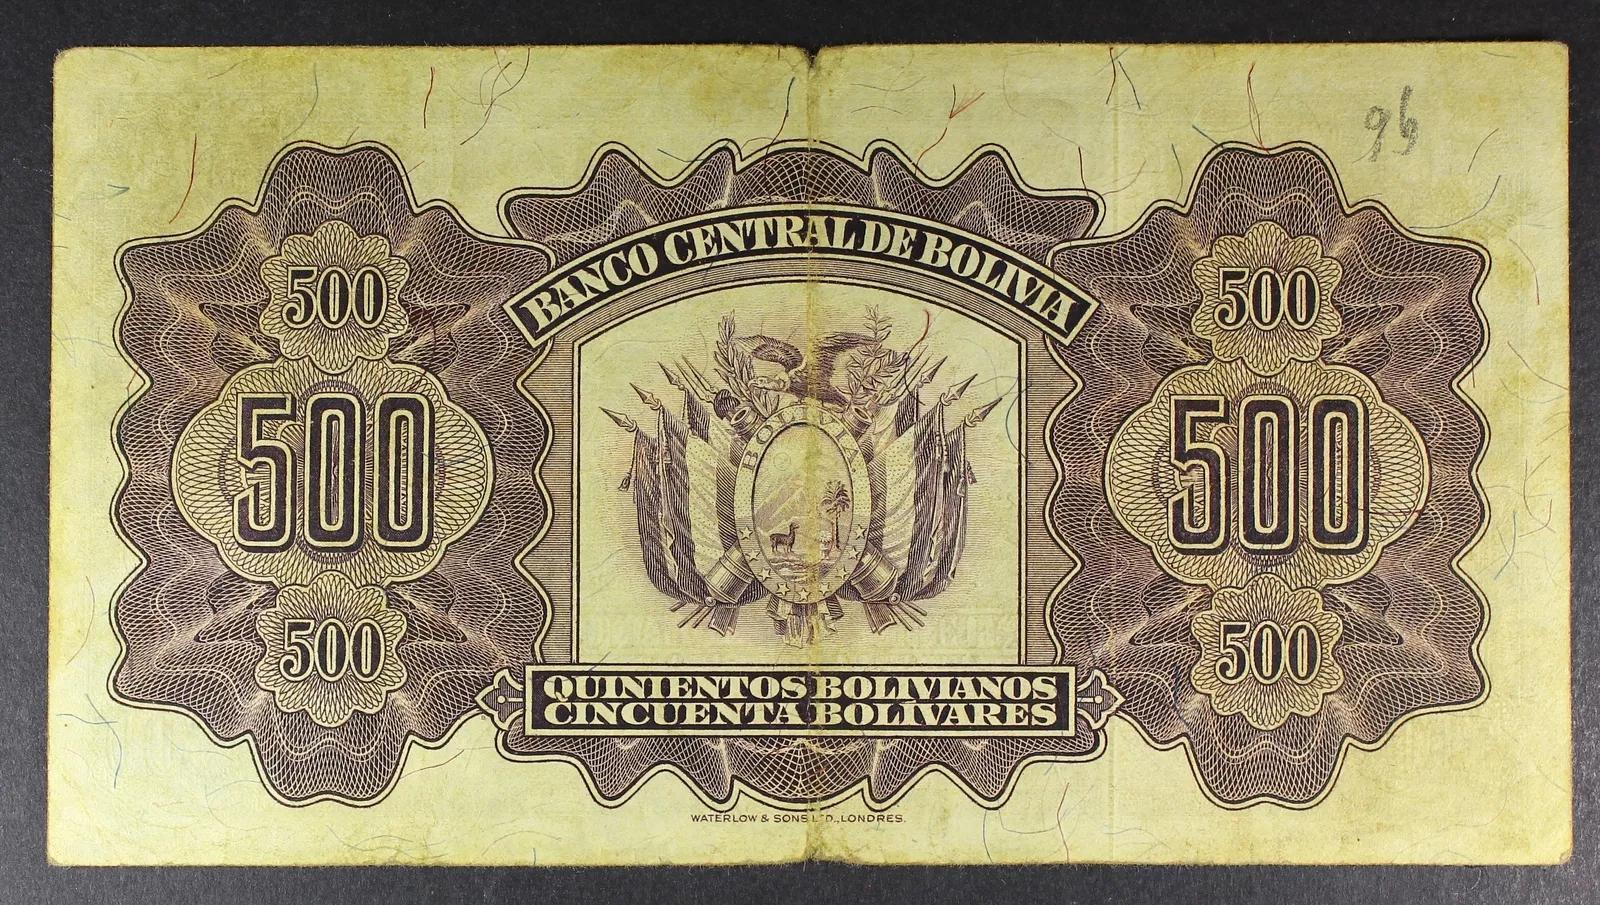 96
BANCO CENTRAL DE BOLIVIA
500
500
BOLIVIA
500
500
500
500
QUINIENTOS BOLIVIANOS
CINCUENTA BOLIVARES
WATERLOW & SONS LTD., LONDRES.